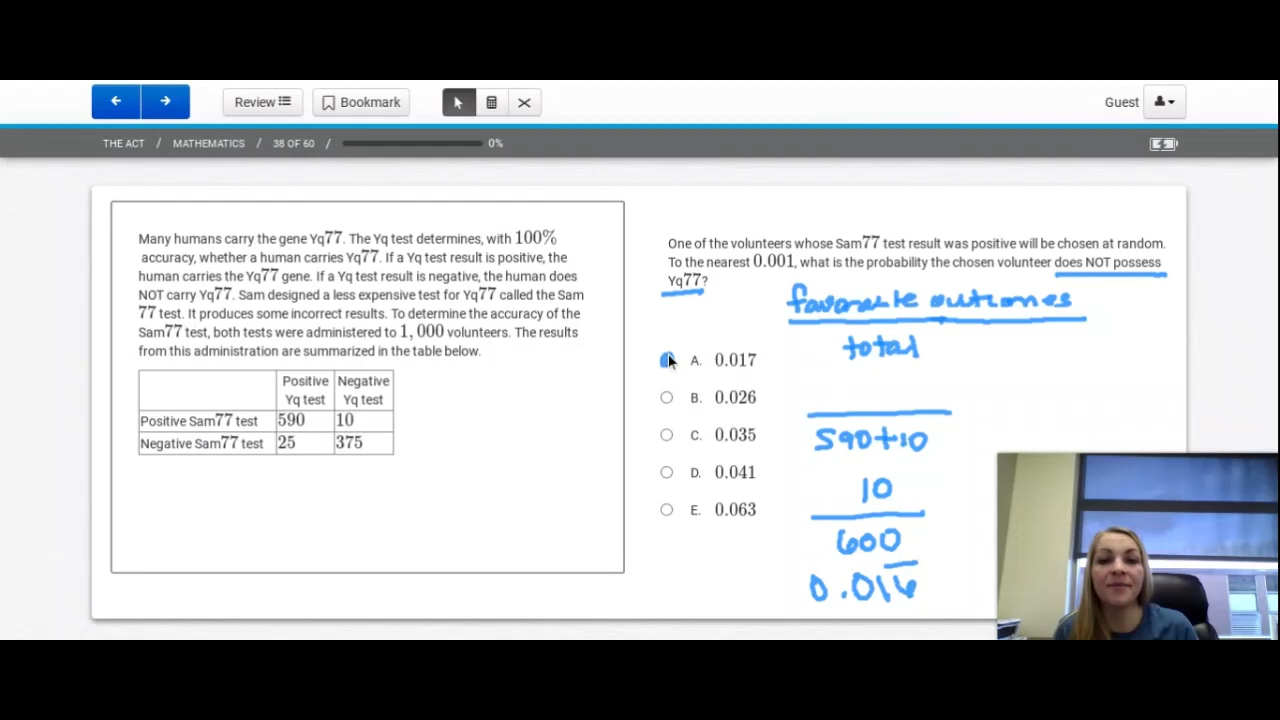 Review
Bookmark
Guest
THE ACT / MATHEMATICS / 38 OF 60 / 0%
Many humans carry the gene Yq77. The Yq test determines, with 100%
accuracy, whether a human carries Yq77. If a Yq test result is positive, the
human carries the Yq77 gene. If a Yq test result is negative, the human does
NOT carry Yq77. Sam designed a less expensive test for Yq77 called the Sam
77 test. It produces some incorrect results. To determine the accuracy of the
Sam77 test, both tests were administered to 1,000 volunteers. The results
from this administration are summarized in the table below.
Positive Negative
Yq test Yq test
Positive Sam77 test 590 10
Negative Sam77 test 25 375
One of the volunteers whose Sam77 test result was positive will be chosen at random.
To the nearest 0.001, what is the probability the chosen volunteer does NOT possess
Yq77?
favorable outcomes
total
A. 0.017
B. 0.026
C. 0.035
D. 0.041
E. 0.063
590+10
10
600
0.016